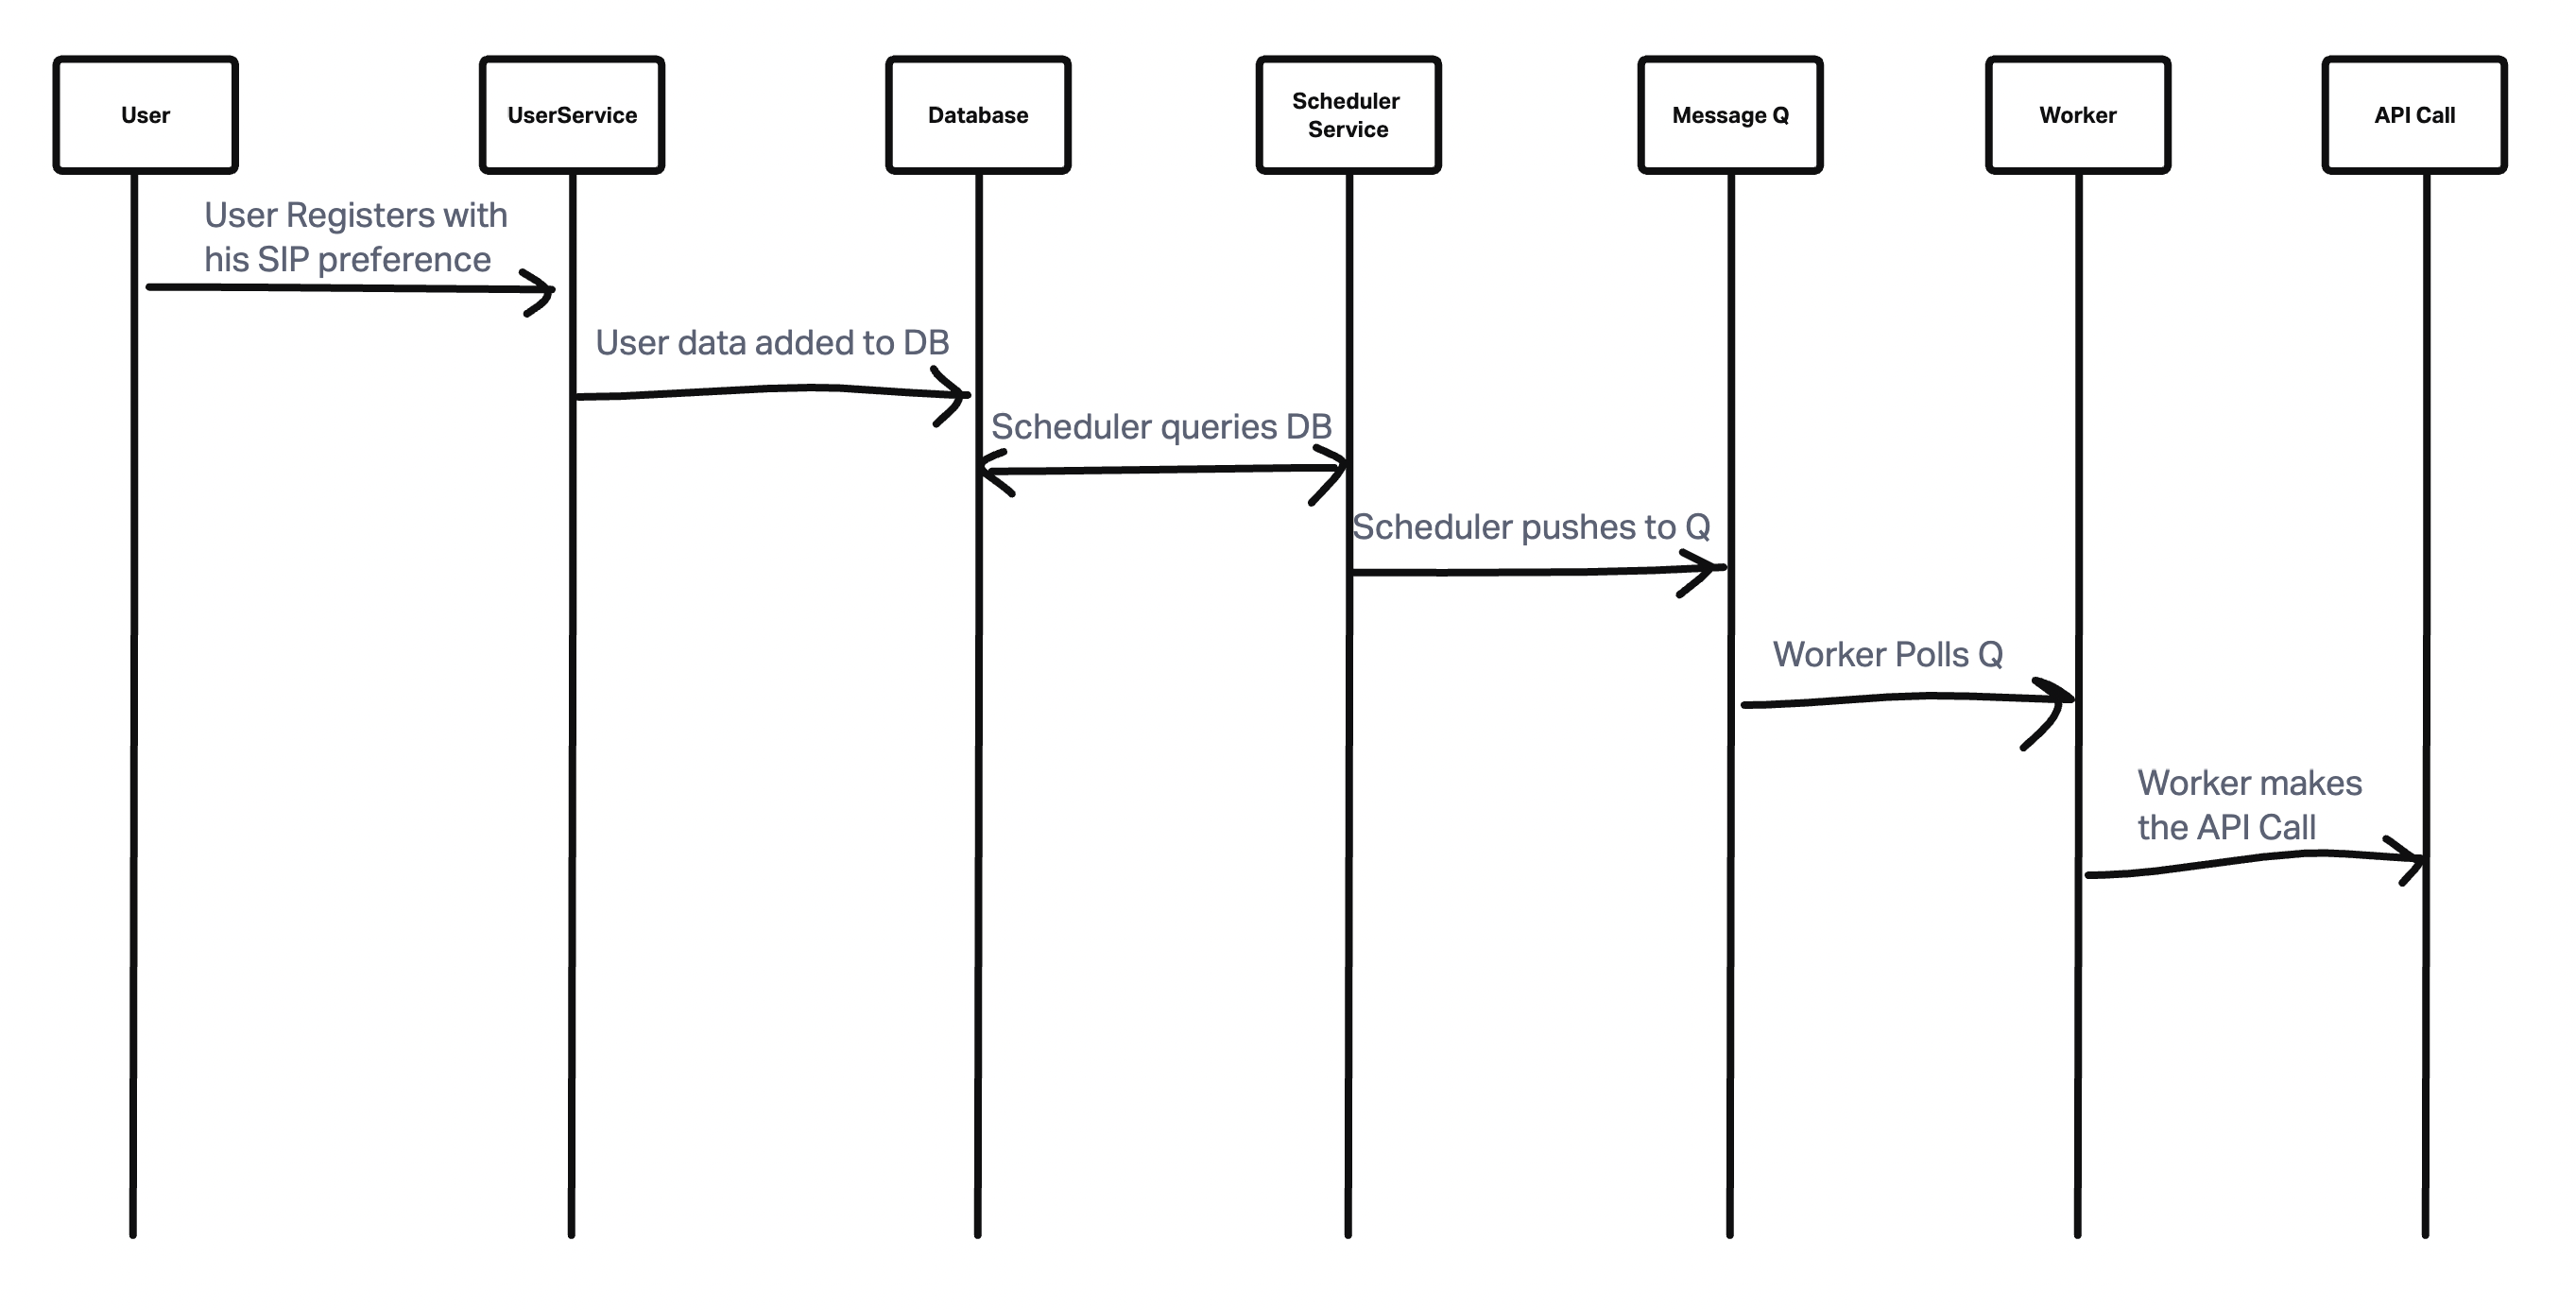 User
UserService
Database
Scheduler
Service
Message Q
Worker
API Call
User Registers with
his SIP preference
User data added to DB
Scheduler queries DB
Scheduler pushes to Q
Worker Polls Q
Worker makes
the API Call